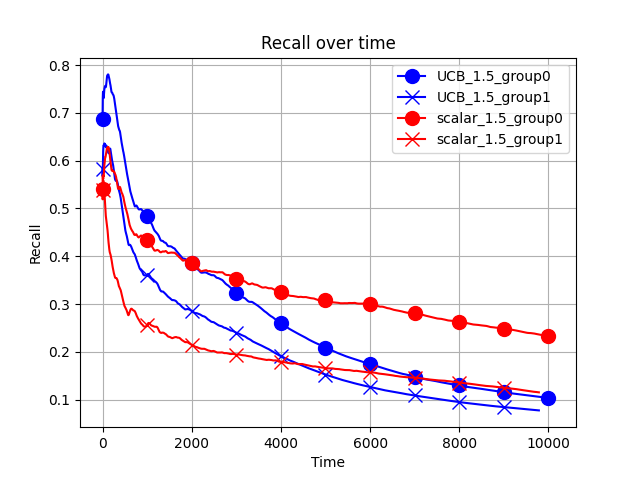 Recall over time
0.8
0.7
0.6
0.5
0.4
0.3
0.2
0.1
Recall
UCB_1.5_group0
UCB_1.5_group1
scalar_1.5_group0
scalar_1.5_group1
0 2000 4000 6000 8000 10000
Time